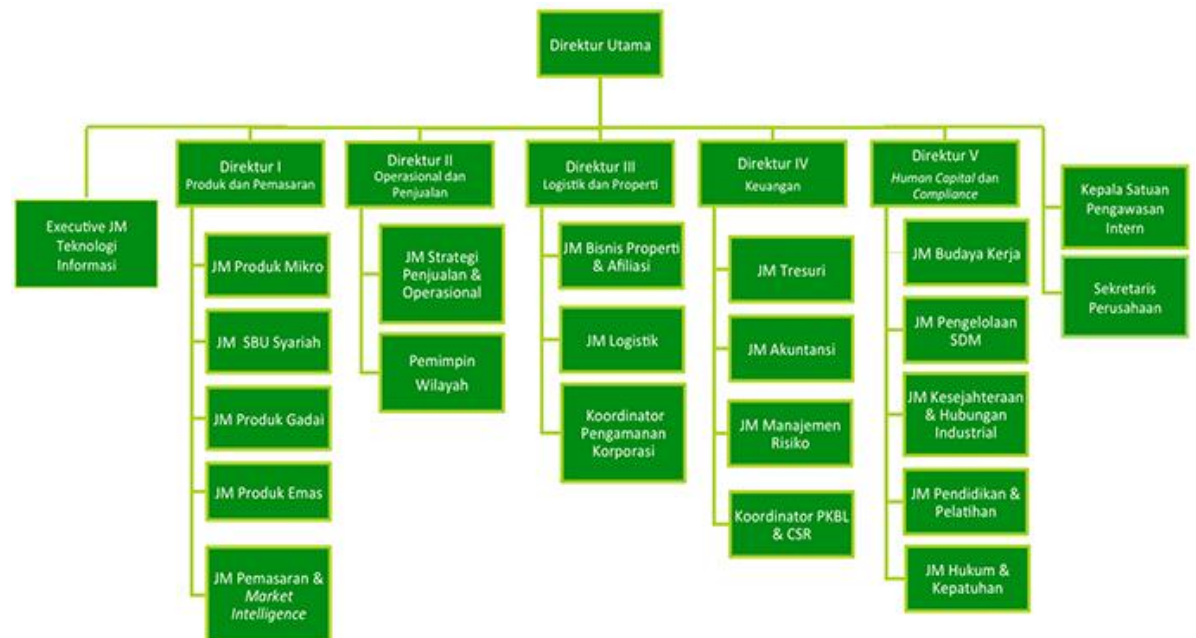 Direktur Utama
Executive JM
Teknologi
Informasi
Direktur I
Produk dan Pemasaran
JM Produk Mikro
JM SBU Syariah
JM Produk Gadai
JM Produk Emas
JM Pemasaran &
Market
Intelligence
Direktur II
Operasional dan
Penjualan
JM Strategi
Penjualan &
Operasional
Pemimpin
Wilayah
Direktur III
Logistik dan Properti
JM Bisnis Properti
& Afiliasi
JM Logistik
Koordinator
Pengamanan
Korporasi
Direktur IV
Keuangan
JM Tresuri
JM Akuntansi
JM Manajemen
Risiko
Koordinator PKBL
& CSR
Direktur V
Human Capital dan
Compliance
JM Budaya Kerja
JM Pengelolaan
SDM
JM Kesejahteraan
& Hubungan
Industrial
JM Pendidikan &
Pelatihan
JM Hukum &
Kepatuhan
Kepala Satuan
Pengawasan
Intern
Sekretaris
Perusahaan